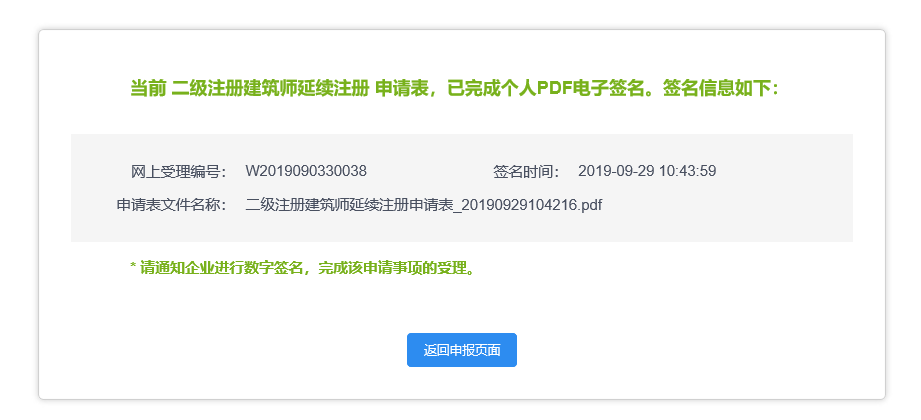 当前 二级注册建筑师延续注册 申请表，已完成个人PDF电子签名。签名信息如下：
网上受理编号： W2019090330038 签名时间： 2019-09-29 10:43:59
申请表文件名称： 二级注册建筑师延续注册申请表_20190929104216.pdf
* 请通知企业进行数字签名，完成该申请事项的受理。
返回申报页面